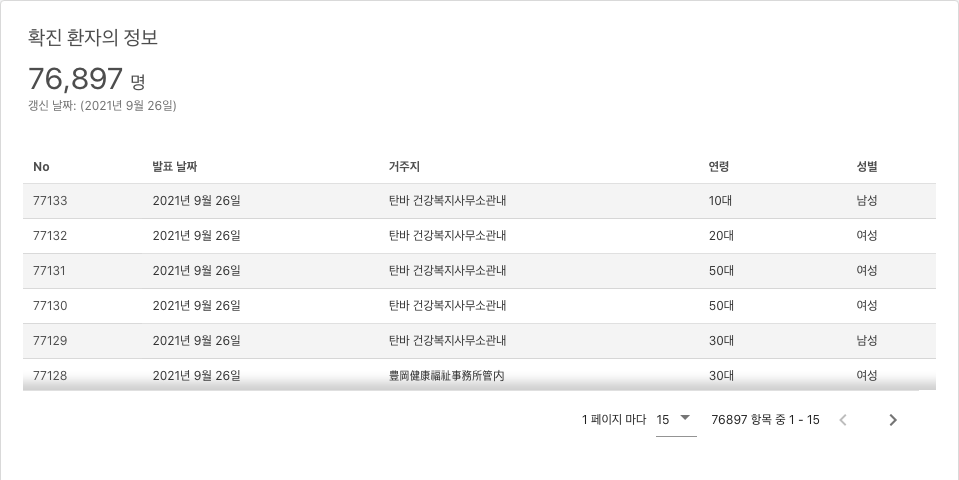 확진 환자의 정보
76,897 명
갱신 날짜: (2021년 9월 26일)
No 발표 날짜 거주지 연령 성별
77133 2021년 9월 26일 탄바 건강복지사무소관내 10대 남성
77132 2021년 9월 26일 탄바 건강복지사무소관내 20대 여성
77131 2021년 9월 26일 탄바 건강복지사무소관내 50대 여성
77130 2021년 9월 26일 탄바 건강복지사무소관내 50대 여성
77129 2021년 9월 26일 탄바 건강복지사무소관내 30대 남성
77128 2021년 9월 26일 豊岡健康福祉事務所管内 30대 여성
1 페이지 마다 15 76897 항목 중 1 - 15